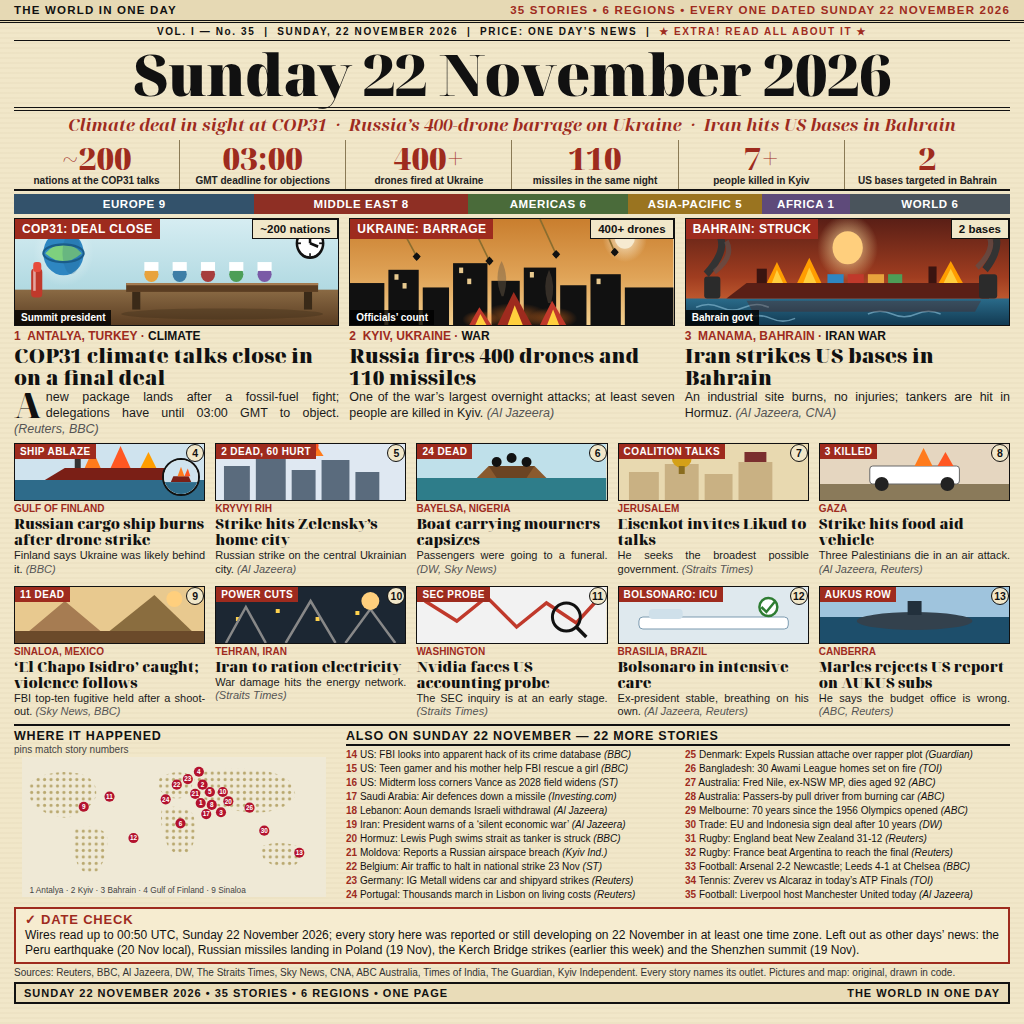 THE WORLD IN ONE DAY
35 STORIES • 6 REGIONS • EVERY ONE DATED SUNDAY 22 NOVEMBER 2026
VOL. I — No. 35 | SUNDAY, 22 NOVEMBER 2026 | PRICE: ONE DAY'S NEWS | ★ EXTRA! READ ALL ABOUT IT ★
Sunday 22 November 2026
Climate deal in sight at COP31 · Russia's 400-drone barrage on Ukraine · Iran hits US bases in Bahrain
~200
nations at the COP31 talks
03:00
GMT deadline for objections
400+
drones fired at Ukraine
110
missiles in the same night
7+
people killed in Kyiv
2
US bases targeted in Bahrain
EUROPE 9
MIDDLE EAST 8
AMERICAS 6
ASIA-PACIFIC 5
AFRICA 1
WORLD 6
COP31: DEAL CLOSE
~200 nations
Summit president
1 ANTALYA, TURKEY · CLIMATE
COP31 climate talks close in
on a final deal
A new package lands after a fossil-fuel fight;
delegations have until 03:00 GMT to object.
(Reuters, BBC)
UKRAINE: BARRAGE
400+ drones
Officials' count
2 KYIV, UKRAINE · WAR
Russia fires 400 drones and
110 missiles
One of the war's largest overnight attacks; at least seven
people are killed in Kyiv. (Al Jazeera)
BAHRAIN: STRUCK
2 bases
Bahrain govt
3 MANAMA, BAHRAIN · IRAN WAR
Iran strikes US bases in
Bahrain
An industrial site burns, no injuries; tankers are hit in
Hormuz. (Al Jazeera, CNA)
SHIP ABLAZE
4
GULF OF FINLAND
Russian cargo ship burns
after drone strike
Finland says Ukraine was likely behind
it. (BBC)
2 DEAD, 60 HURT
5
KRYVYI RIH
Strike hits Zelensky's
home city
Russian strike on the central Ukrainian
city. (Al Jazeera)
24 DEAD
6
BAYELSA, NIGERIA
Boat carrying mourners
capsizes
Passengers were going to a funeral.
(DW, Sky News)
COALITION TALKS
7
JERUSALEM
Eisenkot invites Likud to
talks
He seeks the broadest possible
government. (Straits Times)
3 KILLED
8
GAZA
Strike hits food aid
vehicle
Three Palestinians die in an air attack.
(Al Jazeera, Reuters)
11 DEAD
9
SINALOA, MEXICO
'El Chapo Isidro' caught;
violence follows
FBI top-ten fugitive held after a shoot-
out. (Sky News, BBC)
POWER CUTS
10
TEHRAN, IRAN
Iran to ration electricity
War damage hits the energy network.
(Straits Times)
SEC PROBE
11
WASHINGTON
Nvidia faces US
accounting probe
The SEC inquiry is at an early stage.
(Straits Times)
BOLSONARO: ICU
12
BRASILIA, BRAZIL
Bolsonaro in intensive
care
Ex-president stable, breathing on his
own. (Al Jazeera, Reuters)
AUKUS ROW
13
CANBERRA
Marles rejects US report
on AUKUS subs
He says the budget office is wrong.
(ABC, Reuters)
WHERE IT HAPPENED
pins match story numbers
4
23
22
2
21
5
10
24
1
8
20
26
17
3
11
9
6
12
30
13
1 Antalya · 2 Kyiv · 3 Bahrain · 4 Gulf of Finland · 9 Sinaloa
ALSO ON SUNDAY 22 NOVEMBER — 22 MORE STORIES
14 US: FBI looks into apparent hack of its crime database (BBC)
15 US: Teen gamer and his mother help FBI rescue a girl (BBC)
16 US: Midterm loss corners Vance as 2028 field widens (ST)
17 Saudi Arabia: Air defences down a missile (Investing.com)
18 Lebanon: Aoun demands Israeli withdrawal (Al Jazeera)
19 Iran: President warns of a 'silent economic war' (Al Jazeera)
20 Hormuz: Lewis Pugh swims strait as tanker is struck (BBC)
21 Moldova: Reports a Russian airspace breach (Kyiv Ind.)
22 Belgium: Air traffic to halt in national strike 23 Nov (ST)
23 Germany: IG Metall widens car and shipyard strikes (Reuters)
24 Portugal: Thousands march in Lisbon on living costs (Reuters)
25 Denmark: Expels Russian attache over rapper plot (Guardian)
26 Bangladesh: 30 Awami League homes set on fire (TOI)
27 Australia: Fred Nile, ex-NSW MP, dies aged 92 (ABC)
28 Australia: Passers-by pull driver from burning car (ABC)
29 Melbourne: 70 years since the 1956 Olympics opened (ABC)
30 Trade: EU and Indonesia sign deal after 10 years (DW)
31 Rugby: England beat New Zealand 31-12 (Reuters)
32 Rugby: France beat Argentina to reach the final (Reuters)
33 Football: Arsenal 2-2 Newcastle; Leeds 4-1 at Chelsea (BBC)
34 Tennis: Zverev vs Alcaraz in today's ATP Finals (TOI)
35 Football: Liverpool host Manchester United today (Al Jazeera)
✓ DATE CHECK
Wires read up to 00:50 UTC, Sunday 22 November 2026; every story here was reported or still developing on 22 November in at least one time zone. Left out as other days' news: the
Peru earthquake (20 Nov local), Russian missiles landing in Poland (19 Nov), the Kerch Bridge strikes (earlier this week) and the Shenzhen summit (19 Nov).
Sources: Reuters, BBC, Al Jazeera, DW, The Straits Times, Sky News, CNA, ABC Australia, Times of India, The Guardian, Kyiv Independent. Every story names its outlet. Pictures and map: original, drawn in code.
SUNDAY 22 NOVEMBER 2026 • 35 STORIES • 6 REGIONS • ONE PAGE
THE WORLD IN ONE DAY